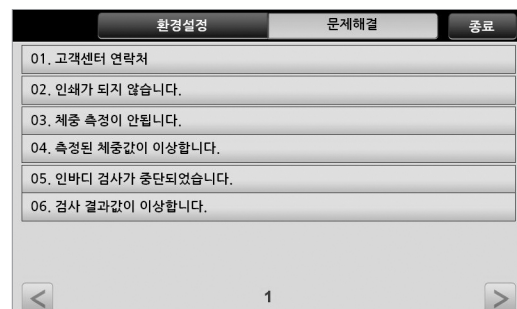 환경설정 문제해결 종료
01. 고객센터 연락처
02. 인쇄가 되지 않습니다.
03. 체중 측정이 안됩니다.
04. 측정된 체중값이 이상합니다.
05. 인바디 검사가 중단되었습니다.
06. 검사 결과값이 이상합니다.
< 1 >